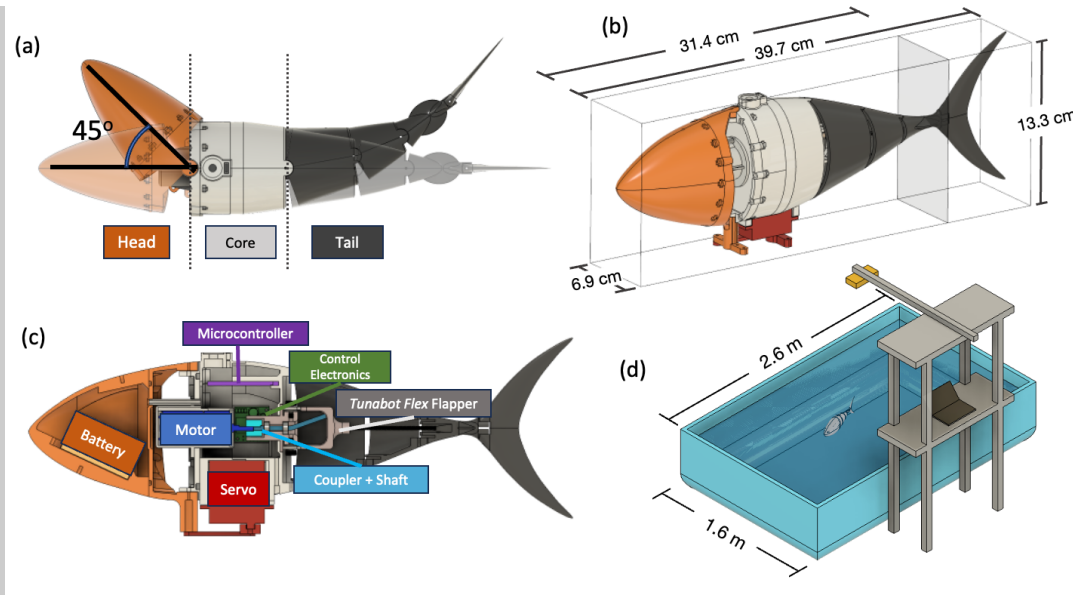 (a)
45°
Head
Core
Tail
(b)
31.4 cm
39.7 cm
13.3 cm
6.9 cm
(c)
Microcontroller
Control
Electronics
Tunabot Flex Flapper
Motor
Battery
Coupler + Shaft
Servo
(d)
2.6 m
1.6 m